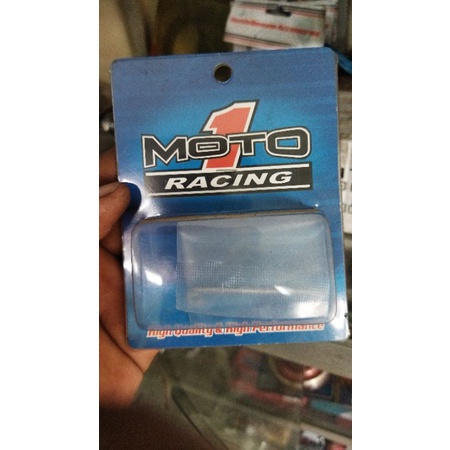 1
MOTO
RACING
High Quality & High Performance